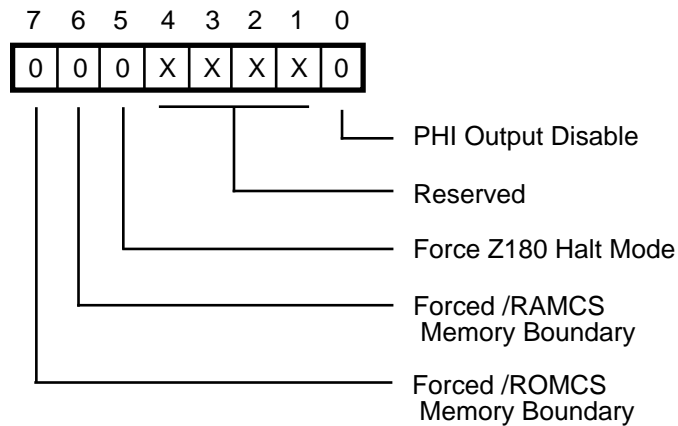 7 6 5 4 3 2 1 0
0 0 0 X X X X 0
PHI Output Disable
Reserved
Force Z180 Halt Mode
Forced /RAMCS
Memory Boundary
Forced /ROMCS
Memory Boundary